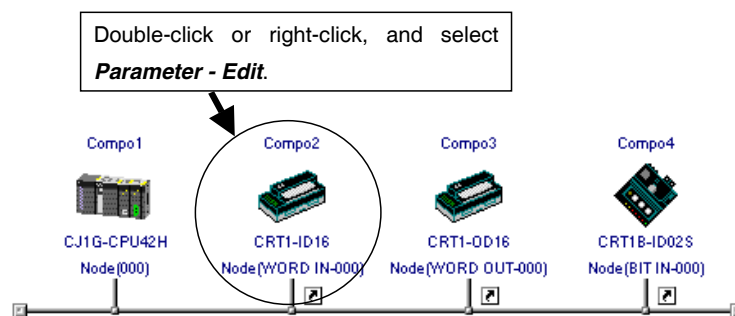 Double-click or right-click, and select
Parameter - Edit.
Compo1 Compo2 Compo3 Compo4
CJ1G-CPU42H CRT1-ID16 CRT1-OD16 CRT1B-ID02S
Node(000) Node(WORD IN-000) Node(WORD OUT-000) Node(BIT IN-000)